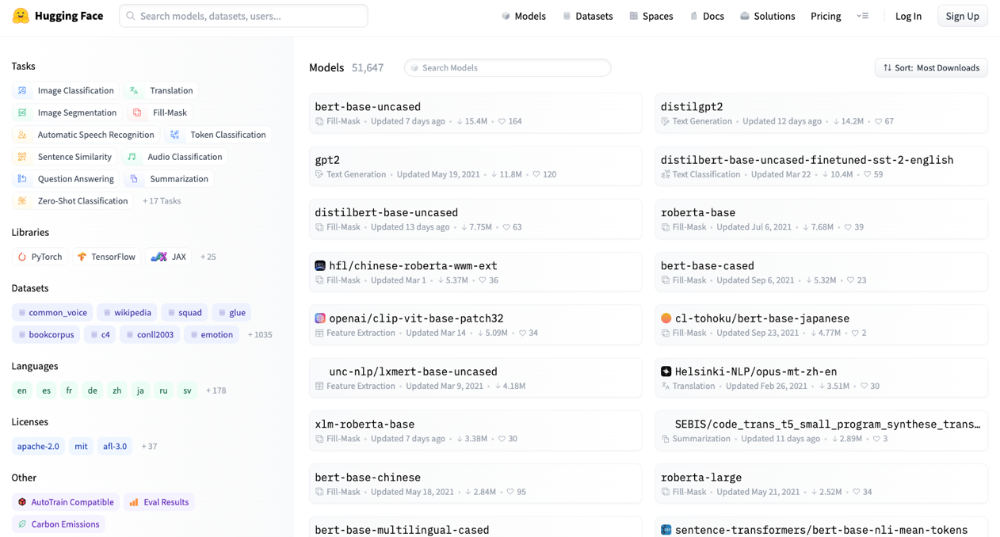 Hugging Face
Search models, datasets, users...
Models
Datasets
Spaces
Docs
Solutions
Pricing
Log In
Sign Up
Tasks
Image Classification
Translation
Image Segmentation
Fill-Mask
Automatic Speech Recognition
Token Classification
Sentence Similarity
Audio Classification
Question Answering
Summarization
Zero-Shot Classification
+ 17 Tasks
Libraries
PyTorch
TensorFlow
JAX
+ 25
Datasets
common_voice
wikipedia
squad
glue
bookcorpus
c4
conll2003
emotion
+ 1035
Languages
en
es
fr
de
zh
ja
ru
sv
+ 178
Licenses
apache-2.0
mit
afl-3.0
+ 37
Other
AutoTrain Compatible
Eval Results
Carbon Emissions
Models 51,647
Search Models
Sort: Most Downloads
bert-base-uncased
Fill-Mask • Updated 7 days ago • ↓ 15.4M • ♡ 164
distilgpt2
Text Generation • Updated 12 days ago • ↓ 14.2M • ♡ 67
gpt2
Text Generation • Updated May 19, 2021 • ↓ 11.8M • ♡ 120
distilbert-base-uncased-finetuned-sst-2-english
Text Classification • Updated Mar 22 • ↓ 10.4M • ♡ 59
distilbert-base-uncased
Fill-Mask • Updated 13 days ago • ↓ 7.75M • ♡ 63
roberta-base
Fill-Mask • Updated Jul 6, 2021 • ↓ 7.68M • ♡ 39
hfl/chinese-roberta-wwm-ext
Fill-Mask • Updated Mar 1 • ↓ 5.37M • ♡ 36
bert-base-cased
Fill-Mask • Updated Sep 6, 2021 • ↓ 5.32M • ♡ 23
openai/clip-vit-base-patch32
Feature Extraction • Updated Mar 14 • ↓ 5.09M • ♡ 34
cl-tohoku/bert-base-japanese
Fill-Mask • Updated Sep 23, 2021 • ↓ 4.77M • ♡ 2
unc-nlp/lxmert-base-uncased
Feature Extraction • Updated Mar 9, 2021 • ↓ 4.18M
Helsinki-NLP/opus-mt-zh-en
Translation • Updated Feb 26, 2021 • ↓ 3.51M • ♡ 30
xlm-roberta-base
Fill-Mask • Updated 7 days ago • ↓ 3.38M • ♡ 30
SEBIS/code_trans_t5_small_program_synthese_trans…
Summarization • Updated 11 days ago • ↓ 2.89M • ♡ 3
bert-base-chinese
Fill-Mask • Updated May 18, 2021 • ↓ 2.84M • ♡ 95
roberta-large
Fill-Mask • Updated May 21, 2021 • ↓ 2.52M • ♡ 34
bert-base-multilingual-cased
sentence-transformers/bert-base-nli-mean-tokens